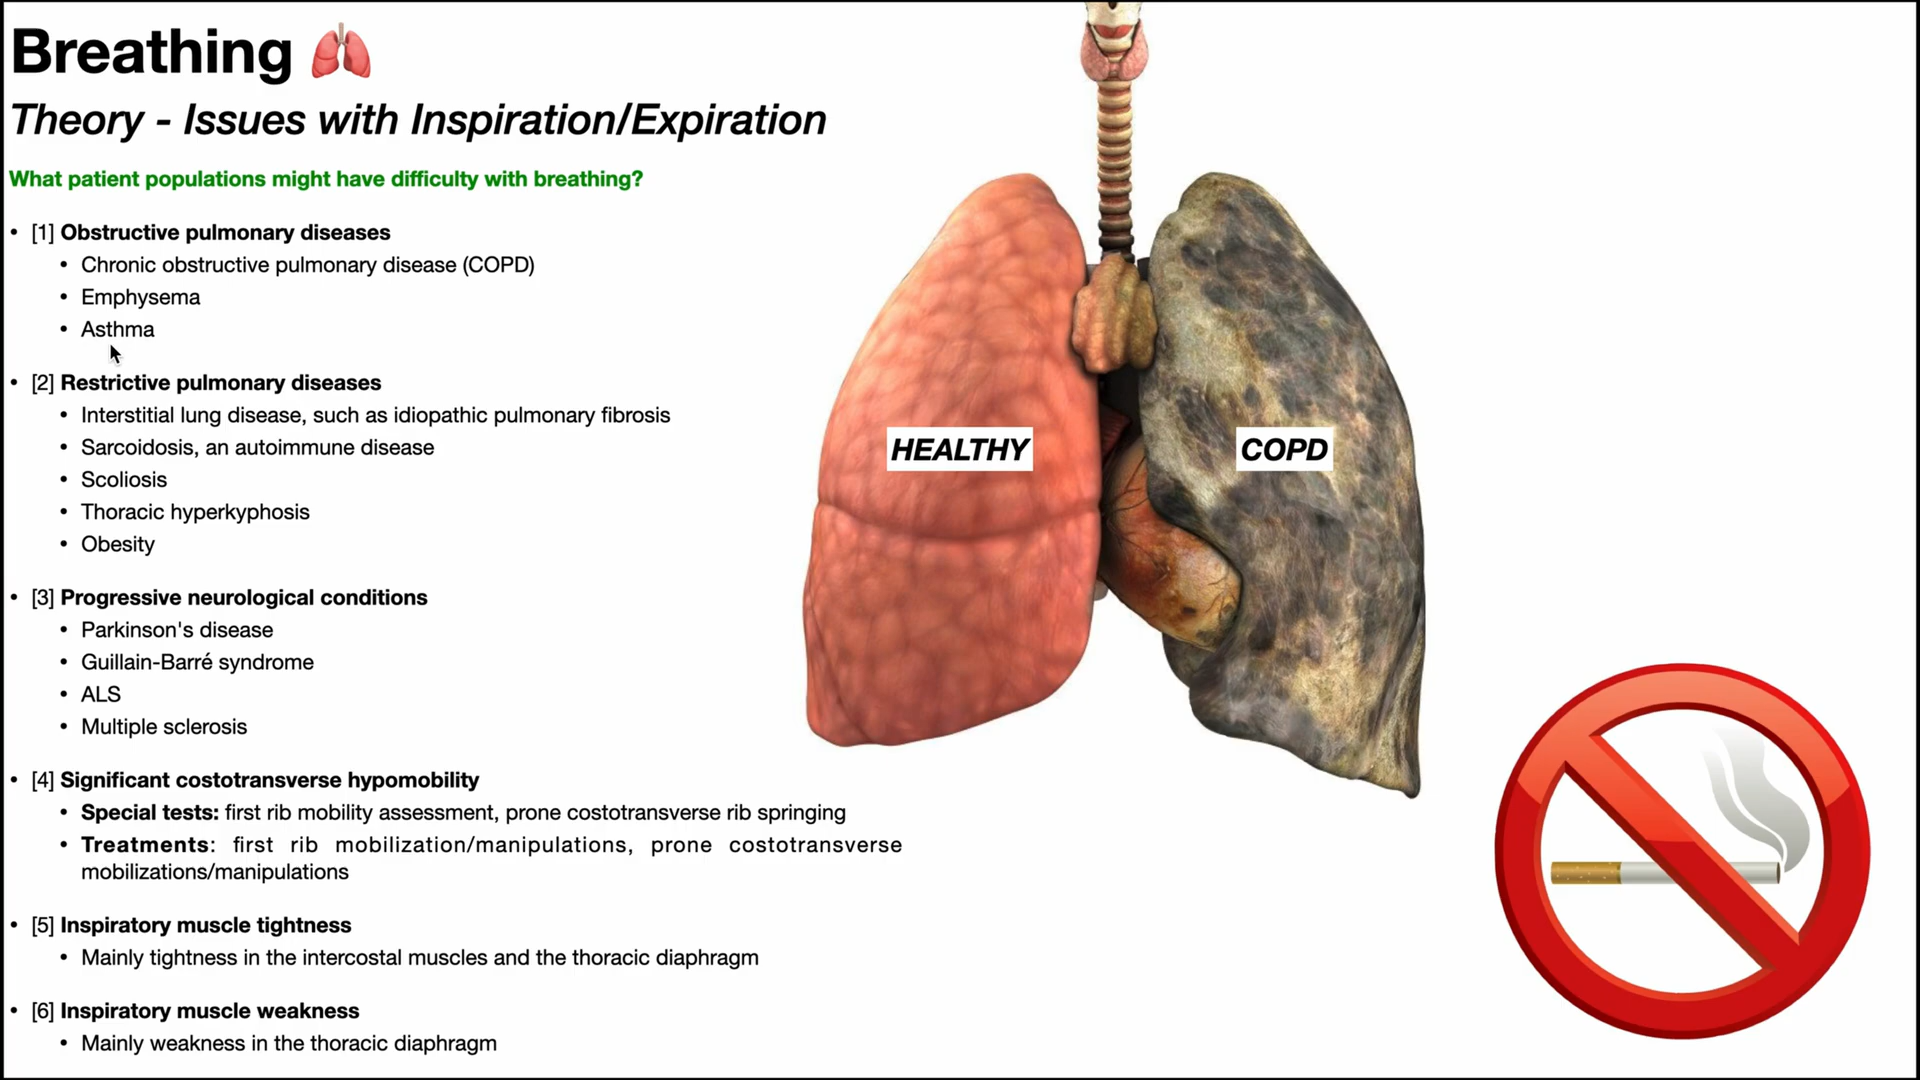 Breathing 🫁
Theory - Issues with Inspiration/Expiration
What patient populations might have difficulty with breathing?
• [1] Obstructive pulmonary diseases
• Chronic obstructive pulmonary disease (COPD)
• Emphysema
• Asthma
• [2] Restrictive pulmonary diseases
• Interstitial lung disease, such as idiopathic pulmonary fibrosis
• Sarcoidosis, an autoimmune disease
• Scoliosis
• Thoracic hyperkyphosis
• Obesity
• [3] Progressive neurological conditions
• Parkinson's disease
• Guillain-Barré syndrome
• ALS
• Multiple sclerosis
• [4] Significant costotransverse hypomobility
• Special tests: first rib mobility assessment, prone costotransverse rib springing
• Treatments: first rib mobilization/manipulations, prone costotransverse
mobilizations/manipulations
• [5] Inspiratory muscle tightness
• Mainly tightness in the intercostal muscles and the thoracic diaphragm
• [6] Inspiratory muscle weakness
• Mainly weakness in the thoracic diaphragm
HEALTHY
COPD